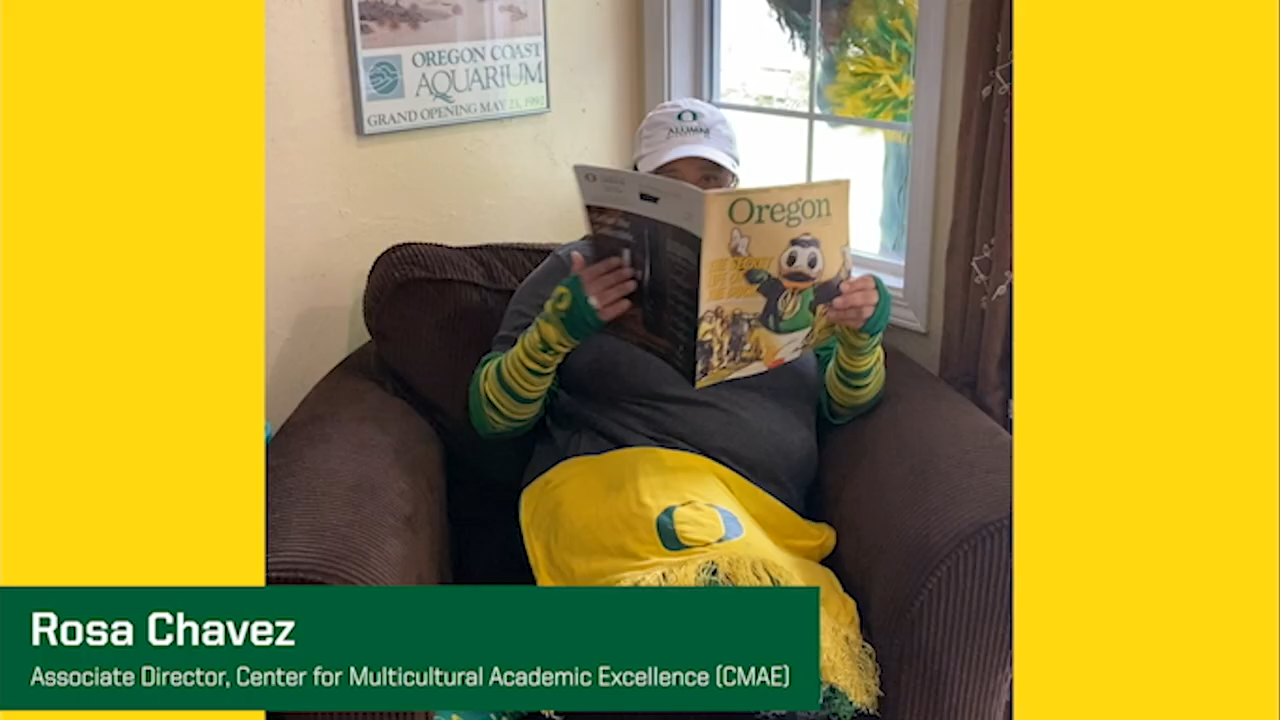 OREGON COAST
AQUARIUM
GRAND OPENING MAY 23, 1992
O
ALUMNI
Oregon
Rosa Chavez
Associate Director, Center for Multicultural Academic Excellence (CMAE)